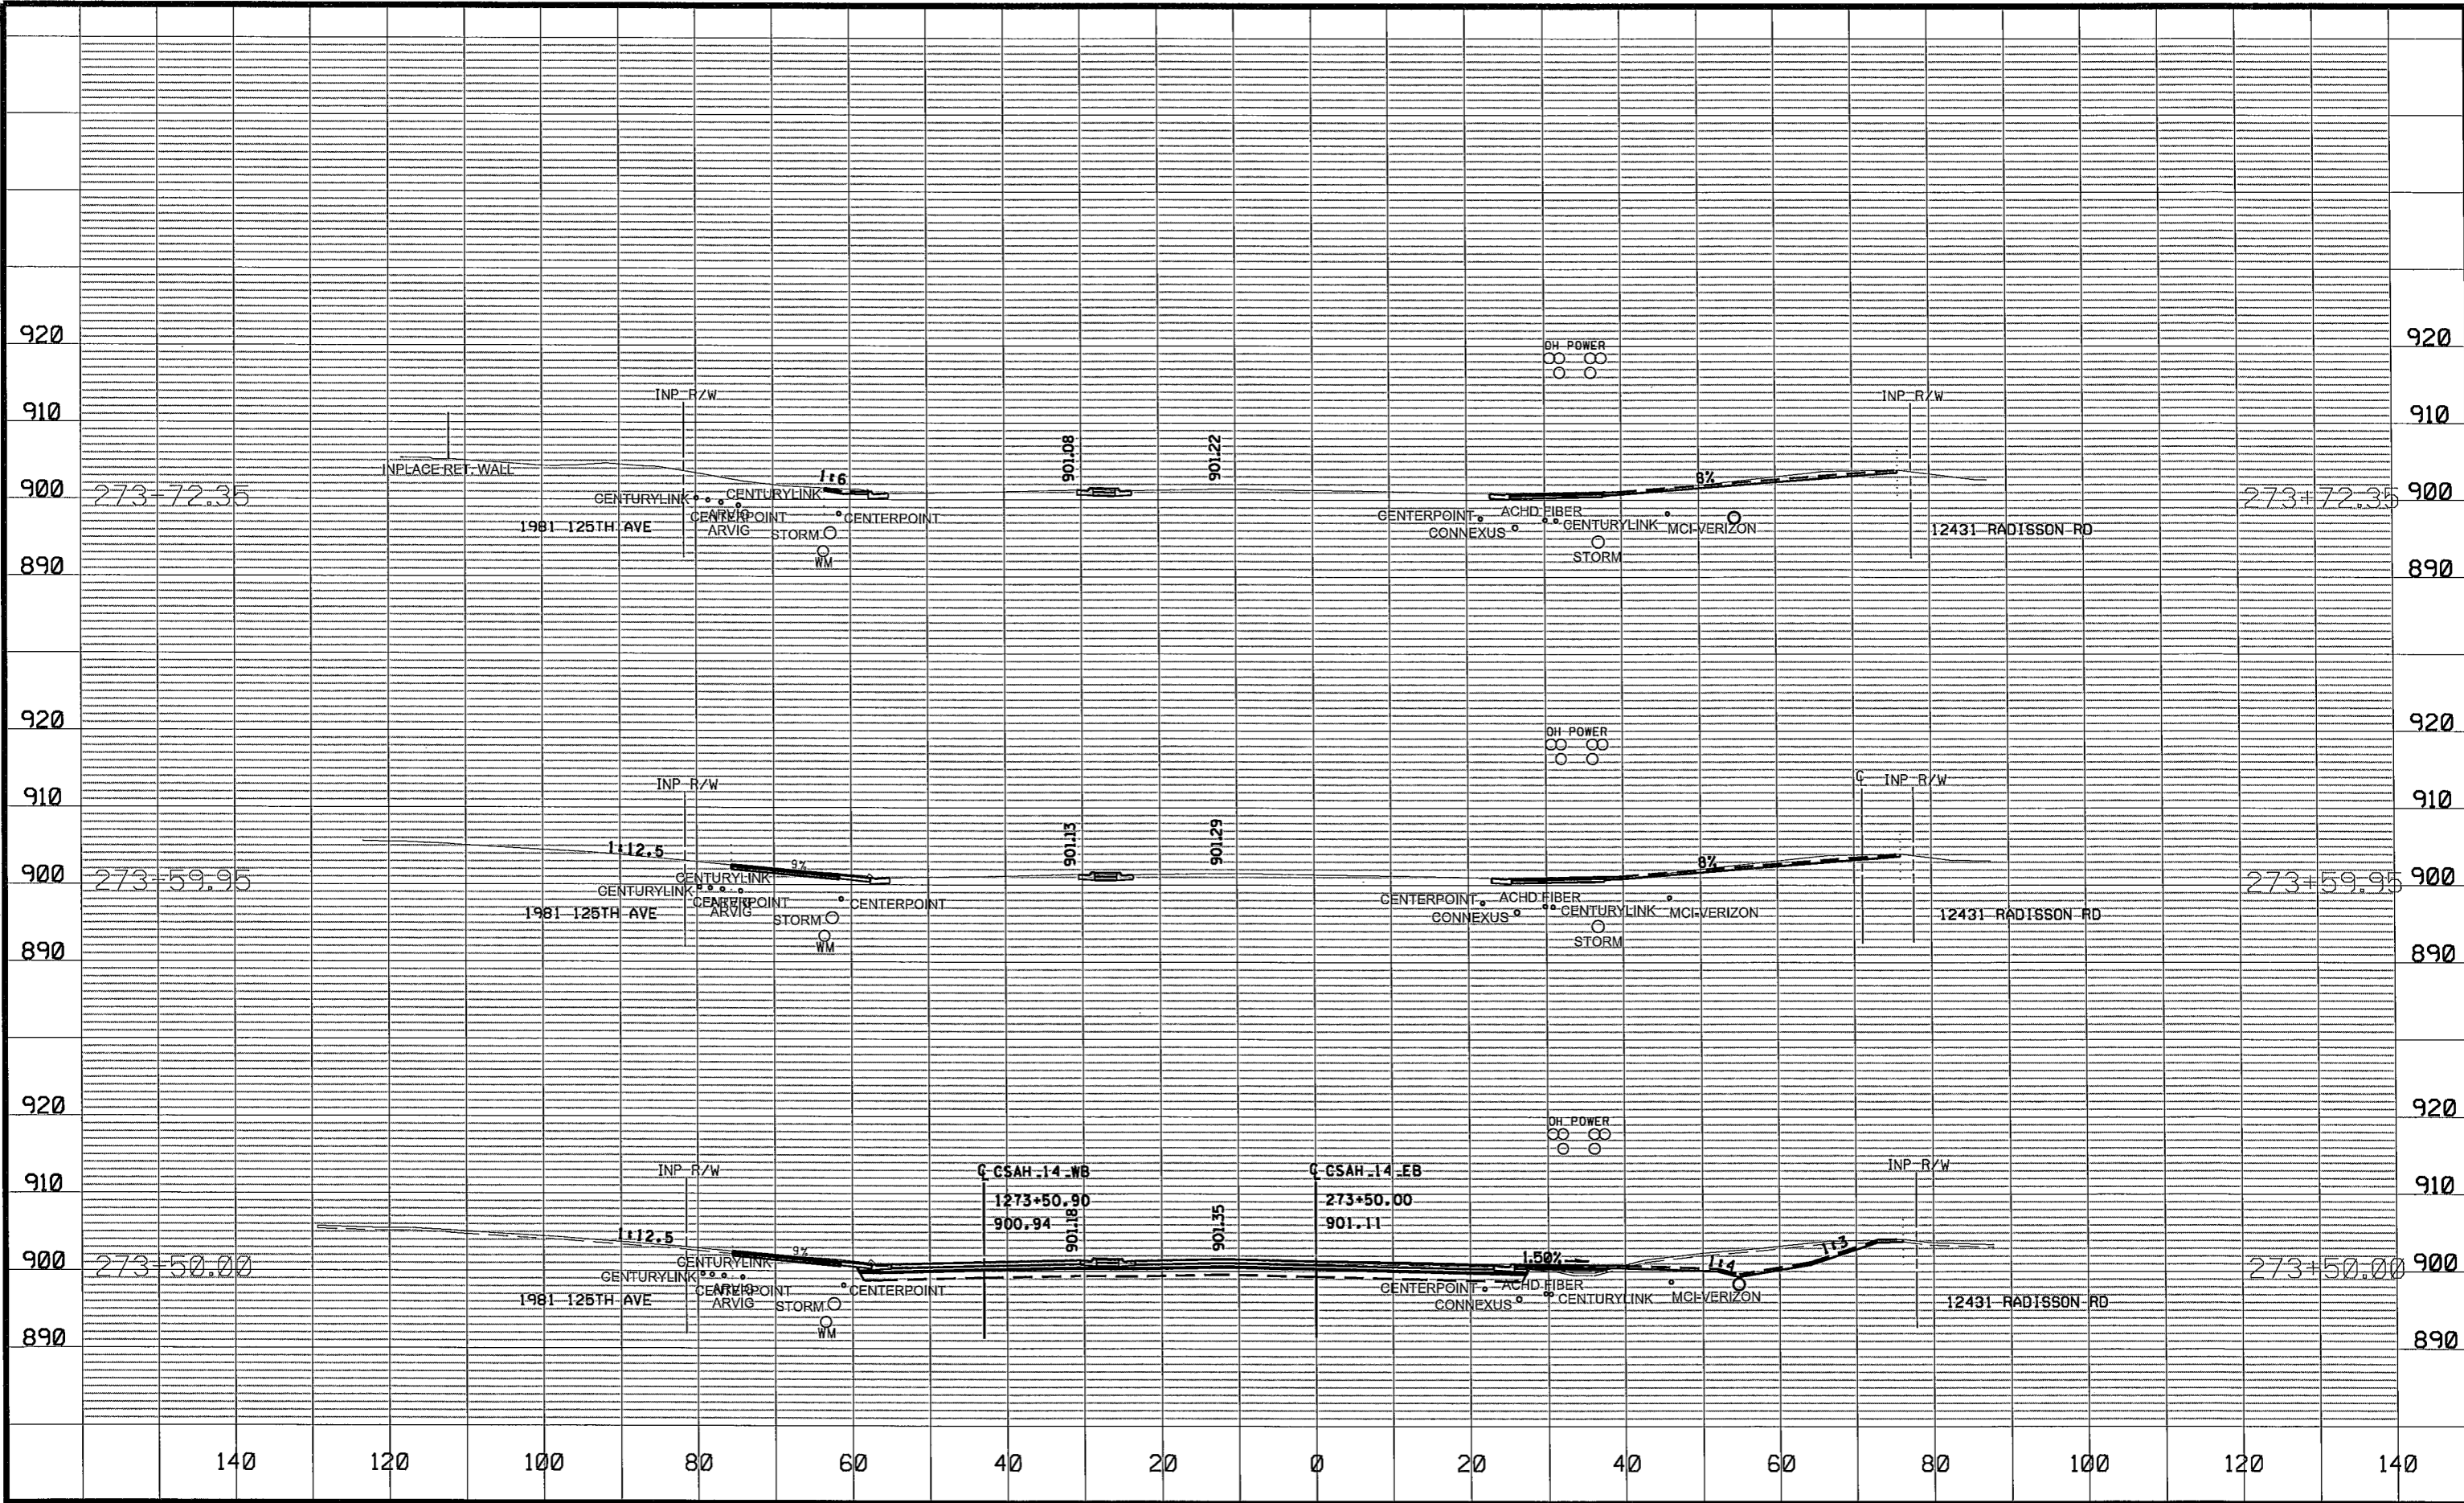 920 920
OH POWER
910 INP R/W INP R/W 910
901.08 901.22
INPLACE RET. WALL 1:6 8%
900 273+72.35 CENTURYLINK CENTURYLINK 273+72.35 900
CENTERPOINT CENTERPOINT CENTERPOINT ACHD FIBER
ARVIG
1981 125TH AVE ARVIG STORM CONNEXUS CENTURYLINK MCI-VERIZON 12431 RADISSON RD
WM STORM
890 890
920 920
OH POWER
INP R/W ℄ INP R/W
910 910
901.13 901.29
1:12.5 9% 8%
900 273+59.95 CENTURYLINK 273+59.95 900
CENTURYLINK
CENTERPOINT CENTERPOINT CENTERPOINT ACHD FIBER
1981 125TH AVE ARVIG STORM CONNEXUS CENTURYLINK MCI-VERIZON 12431 RADISSON RD
WM STORM
890 890
920 920
OH POWER
INP R/W ℄ CSAH_14_WB ℄ CSAH_14_EB INP R/W
910 1273+50.90 273+50.00 910
900.94 901.18 901.35 901.11
1:12.5 9% 1.50% 1:4 1:3
900 273+50.00 CENTURYLINK 273+50.00 900
CENTURYLINK
CENTERPOINT CENTERPOINT CENTERPOINT ACHD FIBER
ARVIG
1981 125TH AVE ARVIG STORM CONNEXUS CENTURYLINK MCI-VERIZON 12431 RADISSON RD
WM
890 890
140 120 100 80 60 40 20 0 20 40 60 80 100 120 140